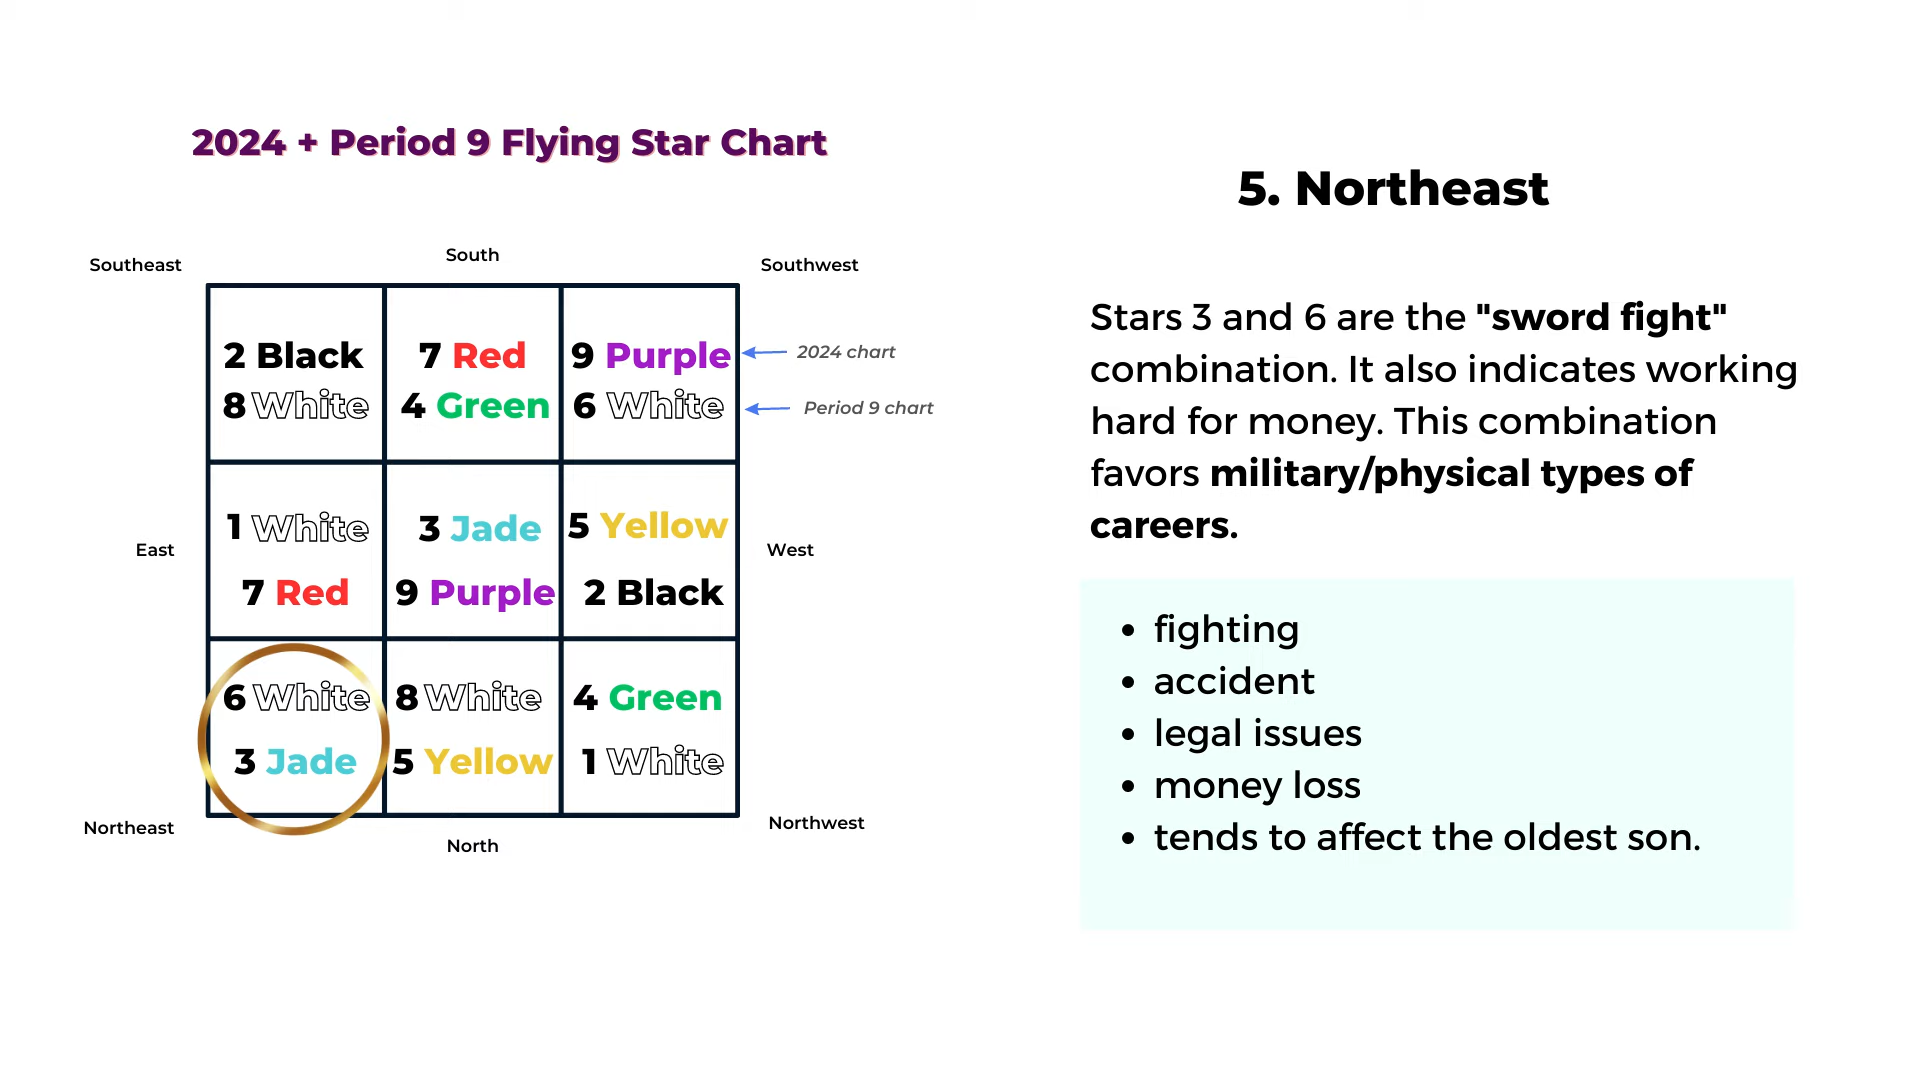 2024 + Period 9 Flying Star Chart
Southeast
South
Southwest
2 Black
7 Red
9 Purple
2024 chart
8 White
4 Green
6 White
Period 9 chart
1 White
3 Jade
5 Yellow
East
West
7 Red
9 Purple
2 Black
6 White
8 White
4 Green
3 Jade
5 Yellow
1 White
Northeast
North
Northwest
5. Northeast
Stars 3 and 6 are the "sword fight"
combination. It also indicates working
hard for money. This combination
favors military/physical types of
careers.
• fighting
• accident
• legal issues
• money loss
• tends to affect the oldest son.